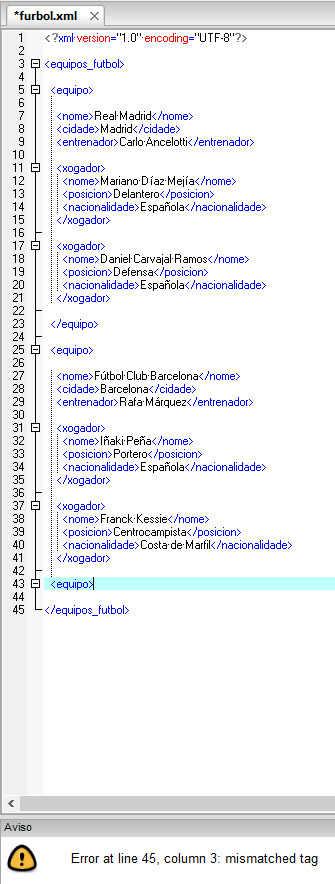 *furbol.xml
1 <?xml version="1.0" encoding="UTF-8"?>
2
3 <equipos_futbol>
4
5 <equipo>
6
7 <nome>Real Madrid</nome>
8 <cidade>Madrid</cidade>
9 <entrenador>Carlo Ancelotti</entrenador>
10
11 <xogador>
12 <nome>Mariano Díaz Mejía</nome>
13 <posicion>Delantero</posicion>
14 <nacionalidade>Española</nacionalidade>
15 </xogador>
16
17 <xogador>
18 <nome>Daniel Carvajal Ramos</nome>
19 <posicion>Defensa</posicion>
20 <nacionalidade>Española</nacionalidade>
21 </xogador>
22
23 </equipo>
24
25 <equipo>
26
27 <nome>Fútbol Club Barcelona</nome>
28 <cidade>Barcelona</cidade>
29 <entrenador>Rafa Márquez</entrenador>
30
31 <xogador>
32 <nome>Iñaki Peña</nome>
33 <posicion>Portero</posicion>
34 <nacionalidade>Española</nacionalidade>
35 </xogador>
36
37 <xogador>
38 <nome>Franck Kessie</nome>
39 <posicion>Centrocampista</posicion>
40 <nacionalidade>Costa de Marfil</nacionalidade>
41 </xogador>
42
43 <equipo>
44
45 </equipos_futbol>
Aviso
Error at line 45, column 3: mismatched tag